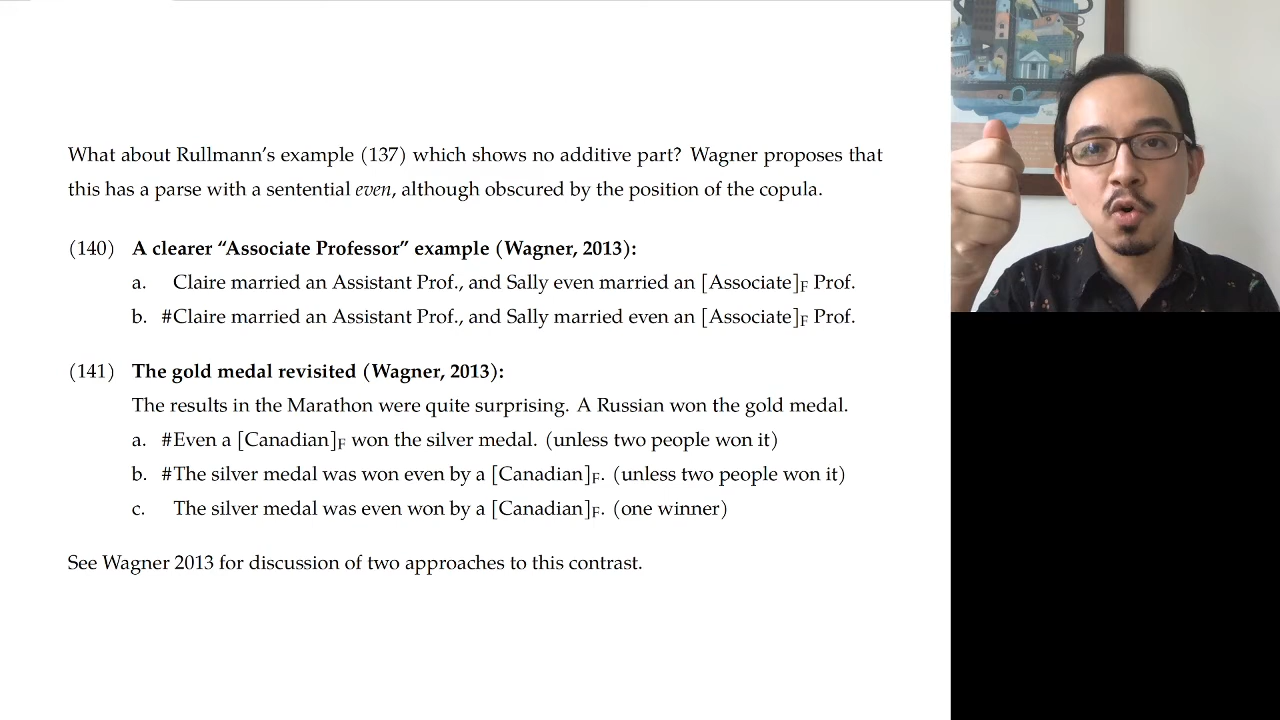 What about Rullmann's example (137) which shows no additive part? Wagner proposes that
this has a parse with a sentential even, although obscured by the position of the copula.
(140) A clearer “Associate Professor” example (Wagner, 2013):
a. Claire married an Assistant Prof., and Sally even married an [Associate]F Prof.
b. #Claire married an Assistant Prof., and Sally married even an [Associate]F Prof.
(141) The gold medal revisited (Wagner, 2013):
The results in the Marathon were quite surprising. A Russian won the gold medal.
a. #Even a [Canadian]F won the silver medal. (unless two people won it)
b. #The silver medal was won even by a [Canadian]F. (unless two people won it)
c. The silver medal was even won by a [Canadian]F. (one winner)
See Wagner 2013 for discussion of two approaches to this contrast.